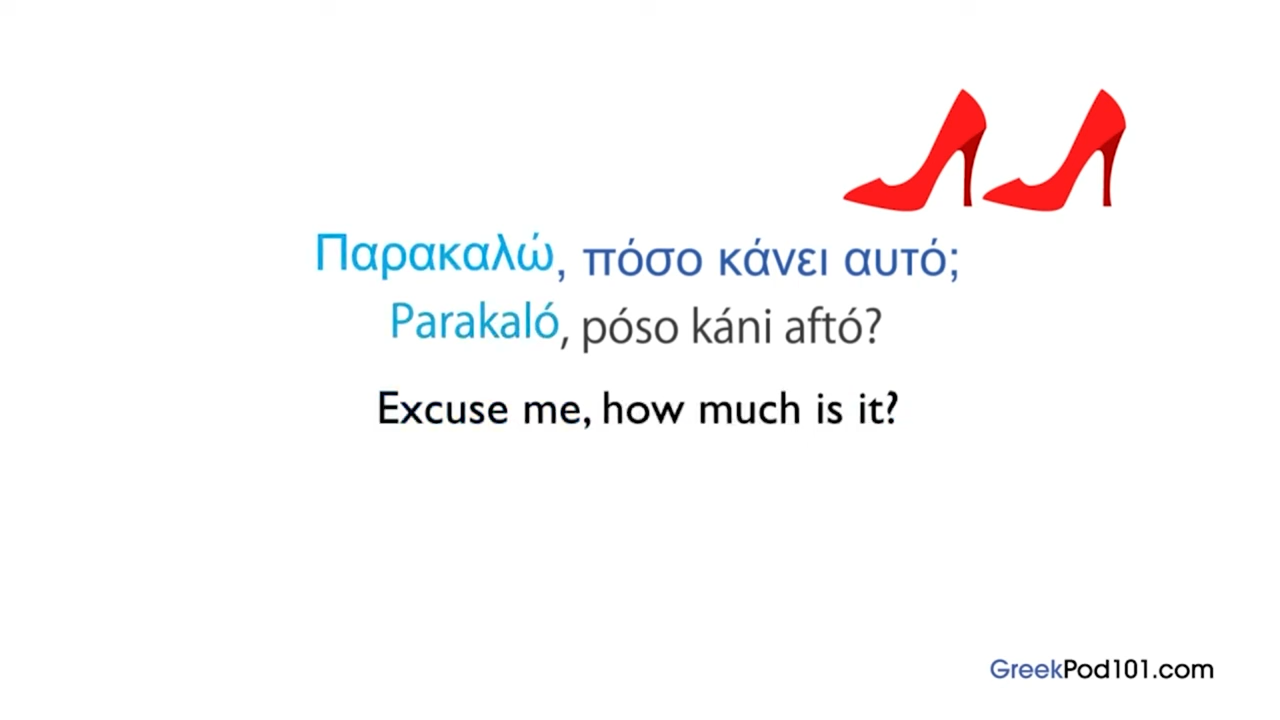 Παρακαλώ, πόσο κάνει αυτό;
Parakaló, póso káni aftó?
Excuse me, how much is it?
GreekPod101.com